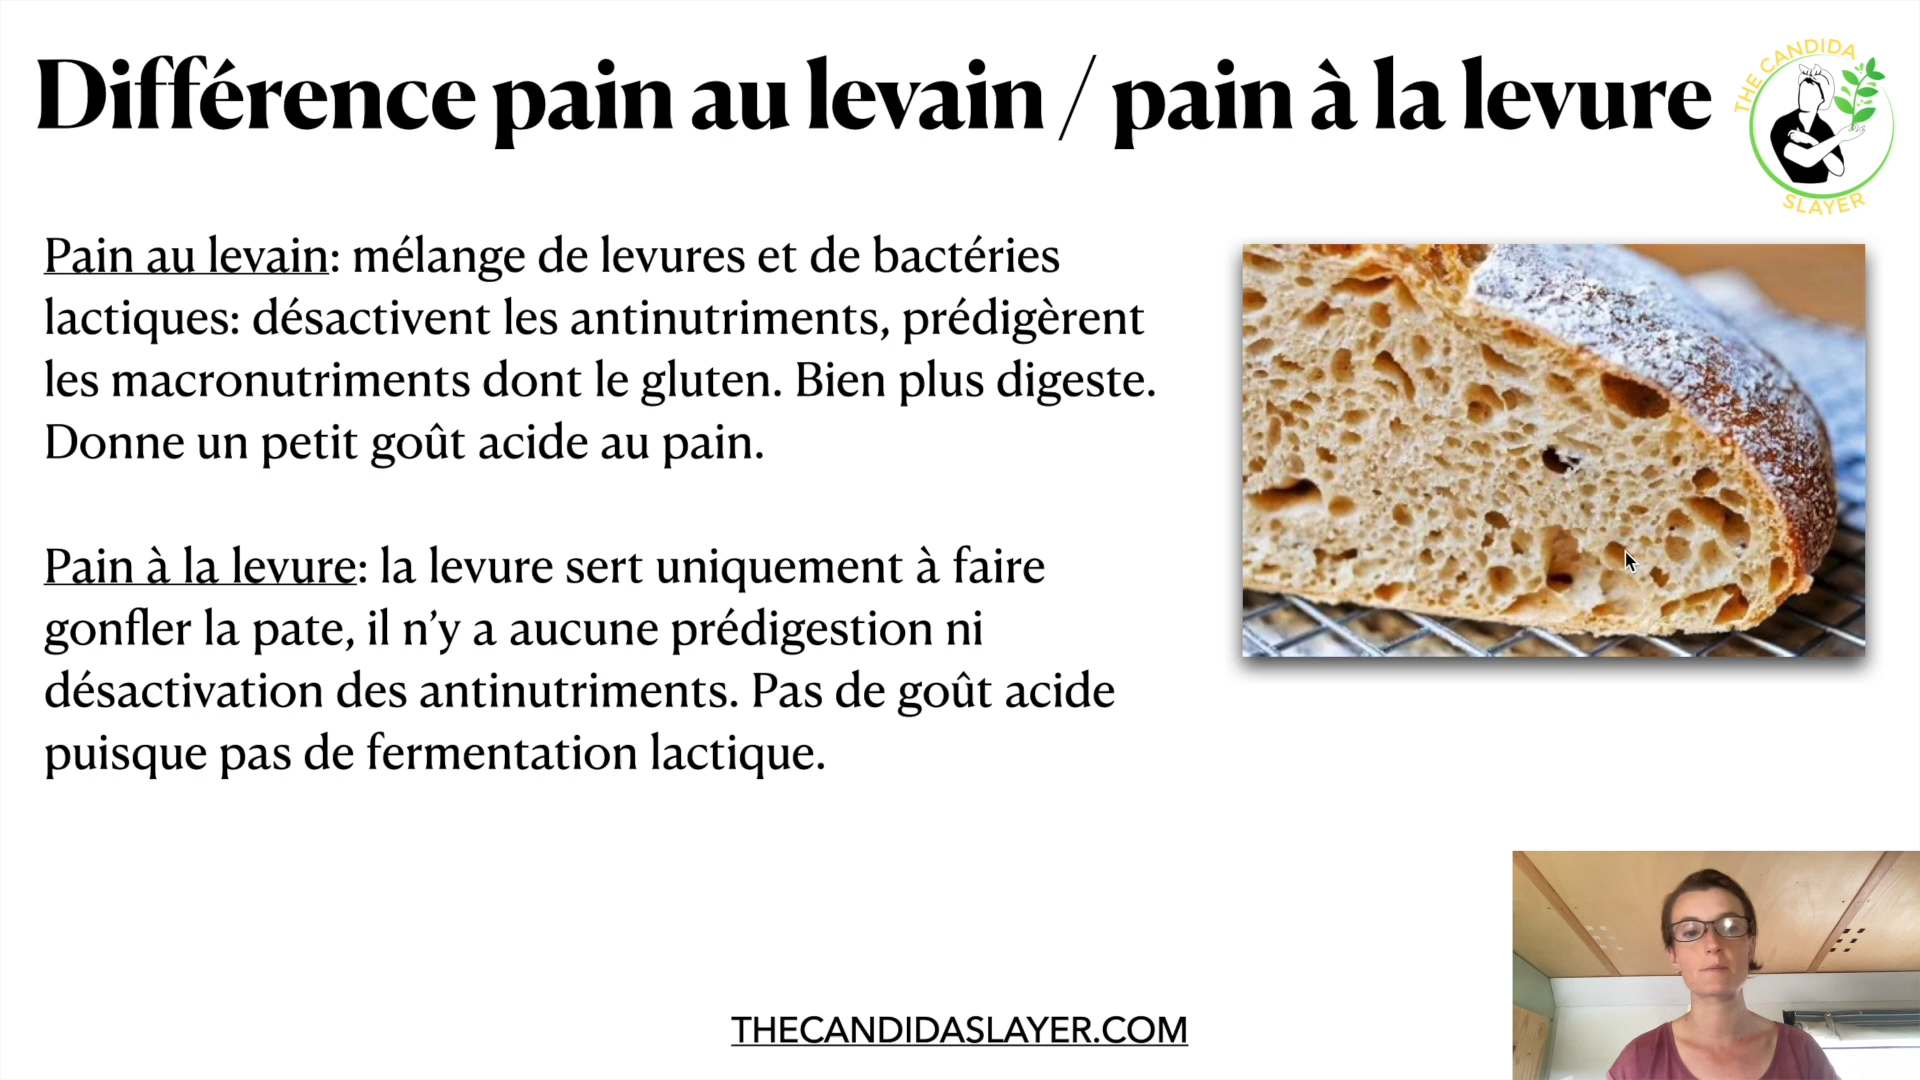 Différence pain au levain / pain à la levure
THE CANDIDA
SLAYER
Pain au levain: mélange de levures et de bactéries
lactiques: désactivent les antinutriments, prédigèrent
les macronutriments dont le gluten. Bien plus digeste.
Donne un petit goût acide au pain.
Pain à la levure: la levure sert uniquement à faire
gonfler la pate, il n’y a aucune prédigestion ni
désactivation des antinutriments. Pas de goût acide
puisque pas de fermentation lactique.
THECANDIDASLAYER.COM